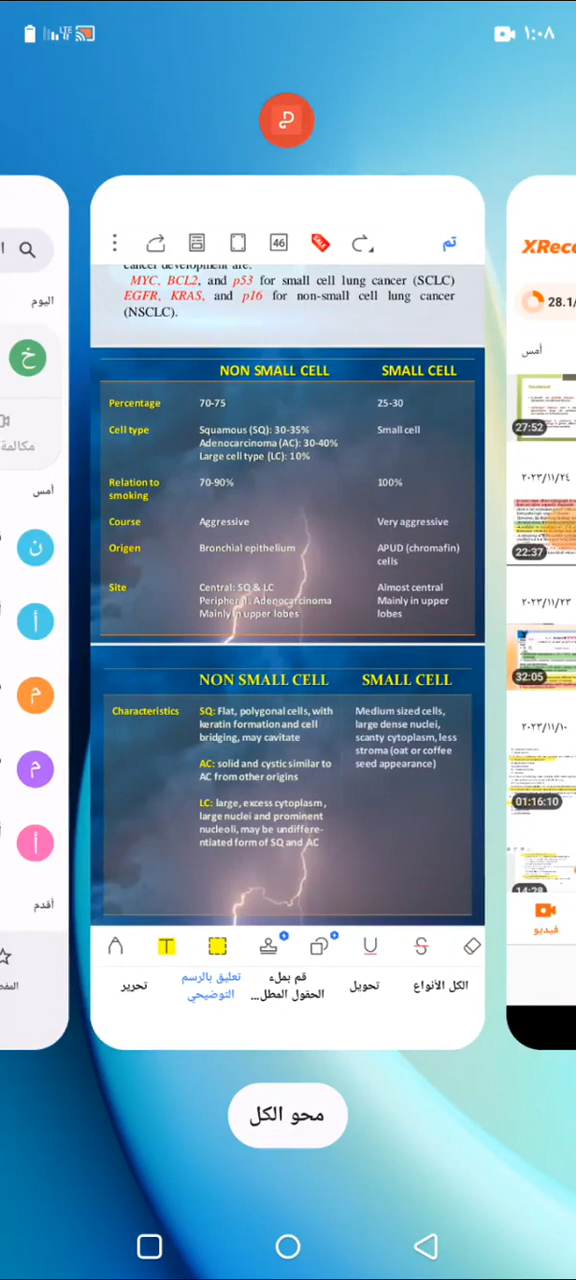 ١:٠٨
LTE
تم
46
SALE
cancer development are:
MYC, BCL2, and p53 for small cell lung cancer (SCLC)
EGFR, KRAS, and p16 for non-small cell lung cancer
(NSCLC).
NON SMALL CELL SMALL CELL
Percentage 70-75 25-30
Cell type Squamous (SQ): 30-35% Small cell
Adenocarcinoma (AC): 30-40%
Large cell type (LC): 10%
Relation to 70-90% 100%
smoking
Course Aggressive Very aggressive
Origen Bronchial epithelium APUD (chromafin)
cells
Site Central: SQ & LC Almost central
Peripheral: Adenocarcinoma Mainly in upper
Mainly in upper lobes lobes
NON SMALL CELL SMALL CELL
Characteristics SQ: Flat, polygonal cells, with Medium sized cells,
keratin formation and cell large dense nuclei,
bridging, may cavitate scanty cytoplasm, less
stroma (oat or coffee
AC: solid and cystic similar to seed appearance)
AC from other origins
LC: large, excess cytoplasm,
large nuclei and prominent
nucleoli, may be undiffere-
ntiated form of SQ and AC
الكل الأنواع
تحويل
قم بملء
الحقول المطل...
تعليق بالرسم
التوضيحي
تحرير
اليوم
خ
مكالمة
أمس
ن
أ
م
م
أ
أقدم
XReco
28.1/
أمس
27:52
٢٠٢٣/١١/٢٤
22:37
٢٠٢٣/١١/٢٣
32:05
٢٠٢٣/١١/١٠
01:16:10
14:28
فيديو
محو الكل